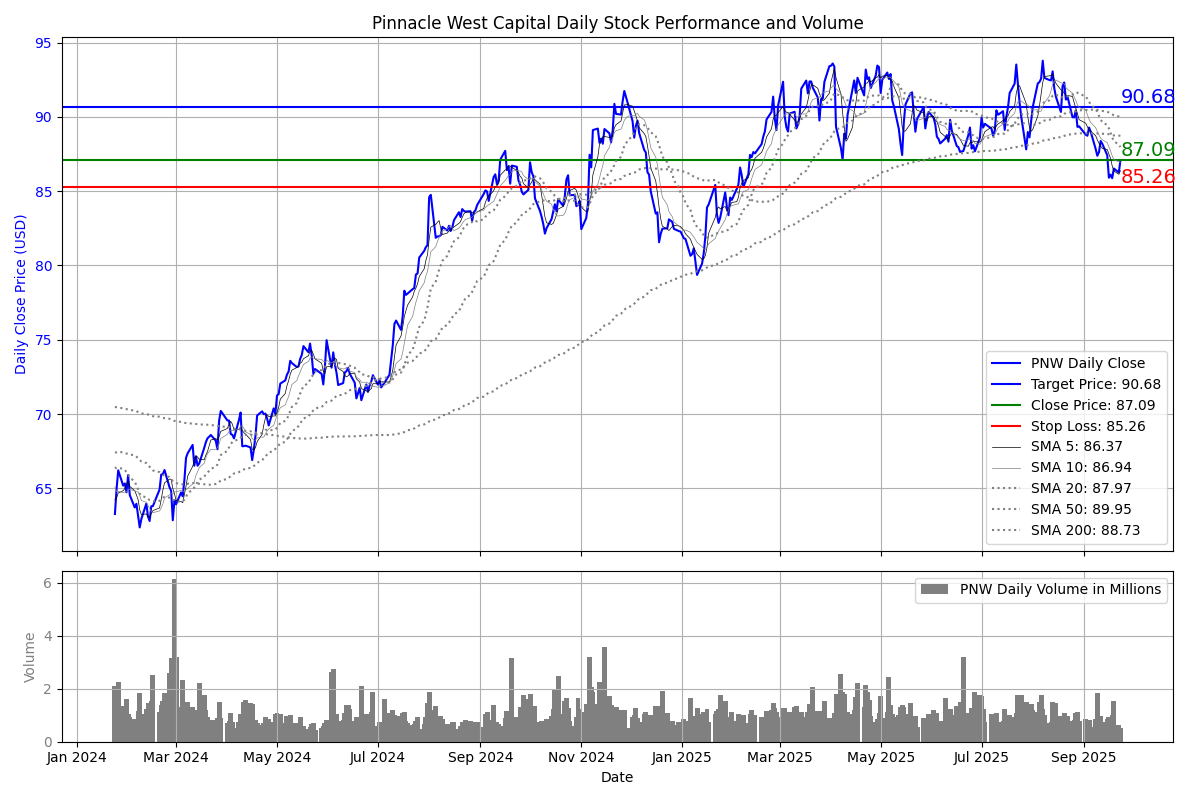 Pinnacle West Capital Daily Stock Performance and Volume
Daily Close Price (USD)
95
90
85
80
75
70
65
90.68
87.09
85.26
PNW Daily Close
Target Price: 90.68
Close Price: 87.09
Stop Loss: 85.26
SMA 5: 86.37
SMA 10: 86.94
SMA 20: 87.97
SMA 50: 89.95
SMA 200: 88.73
Volume
6
4
2
0
PNW Daily Volume in Millions
Jan 2024 Mar 2024 May 2024 Jul 2024 Sep 2024 Nov 2024 Jan 2025 Mar 2025 May 2025 Jul 2025 Sep 2025
Date